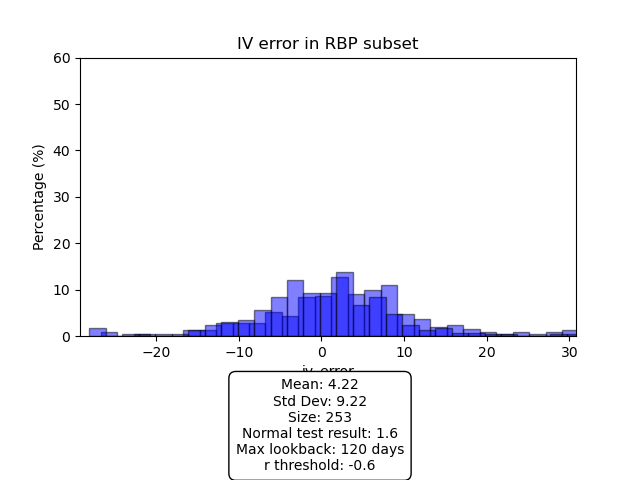 IV error in RBP subset
60
50
40
30
20
10
0
Percentage (%)
−20 −10 0 10 20 30
iv_error
Mean: 4.22
Std Dev: 9.22
Size: 253
Normal test result: 1.6
Max lookback: 120 days
r threshold: -0.6